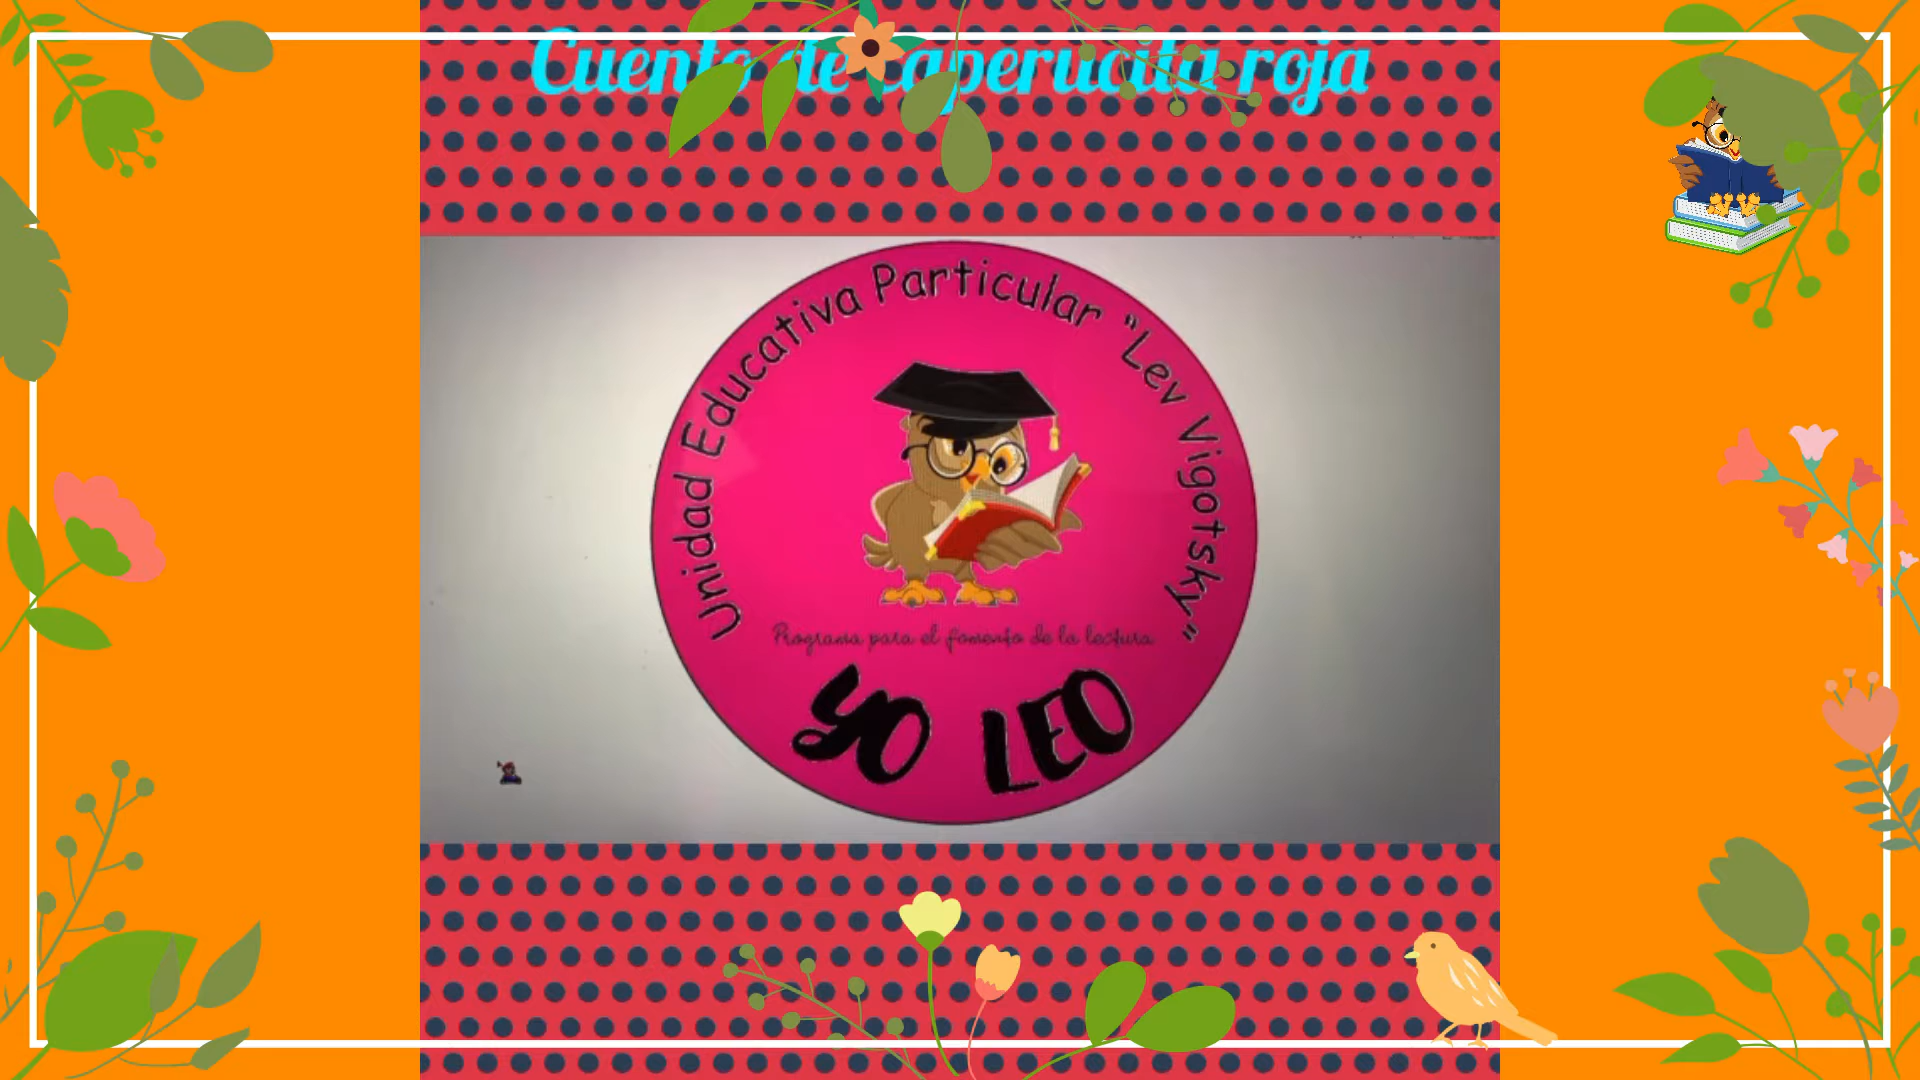 Cuento de caperucita roja
Unidad Educativa Particular "Lev Vigotsky"
Programa para el fomento de la lectura
YO LEO